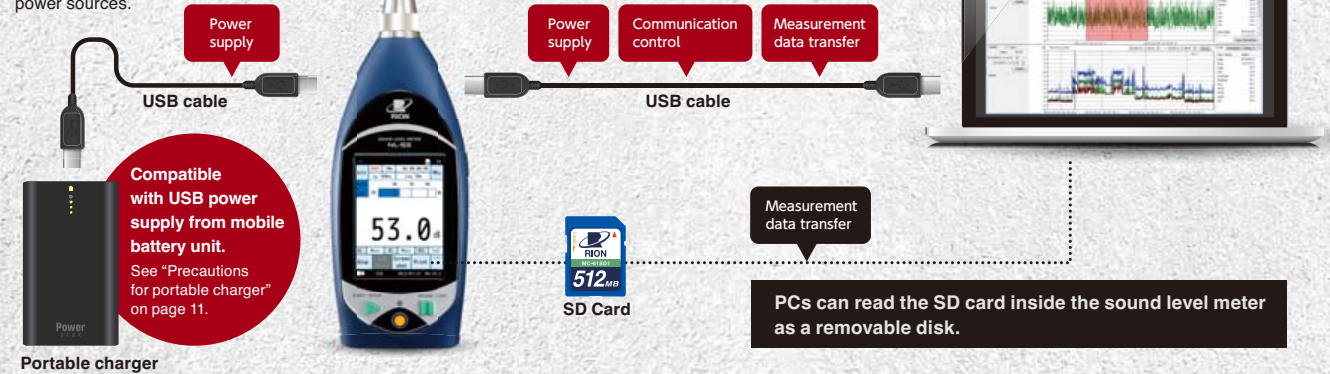 power sources.
Power
supply
Power
supply
Communication
control
Measurement
data transfer
USB cable
USB cable
RION
53.0
Compatible
with USB power
supply from mobile
battery unit.
See “Precautions
for portable charger”
on page 11.
Power
Portable charger
RION
512MB
SD Card
Measurement
data transfer
PCs can read the SD card inside the sound level meter
as a removable disk.